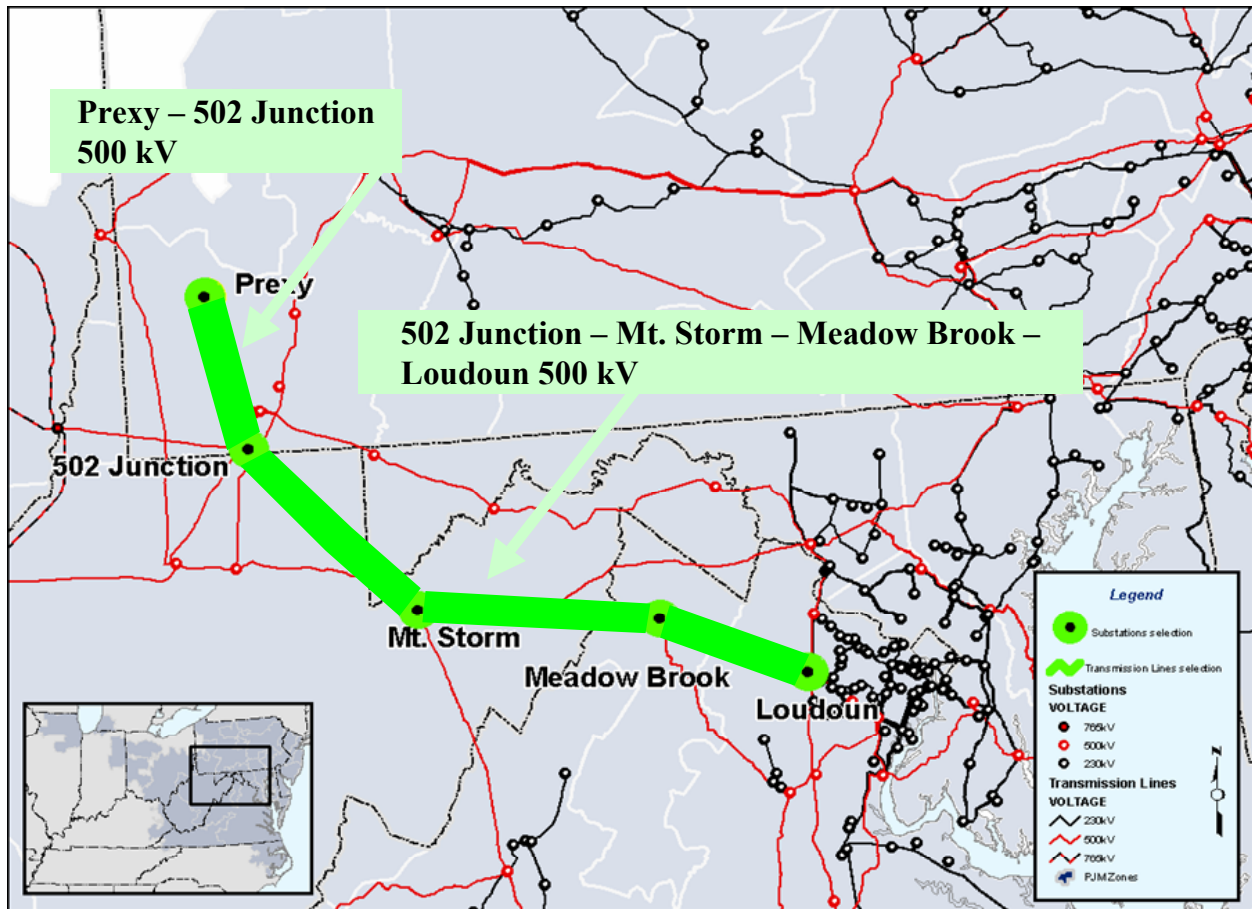 Prexy – 502 Junction
500 kV
Prexy
502 Junction – Mt. Storm – Meadow Brook –
Loudoun 500 kV
502 Junction
Mt. Storm
Meadow Brook
Loudoun
Legend
Substations selection
Transmission Lines selection
Substations
VOLTAGE
765kV
500kV
230kV
N
Transmission Lines
VOLTAGE
230kV
500kV
765kV
PJM Zones